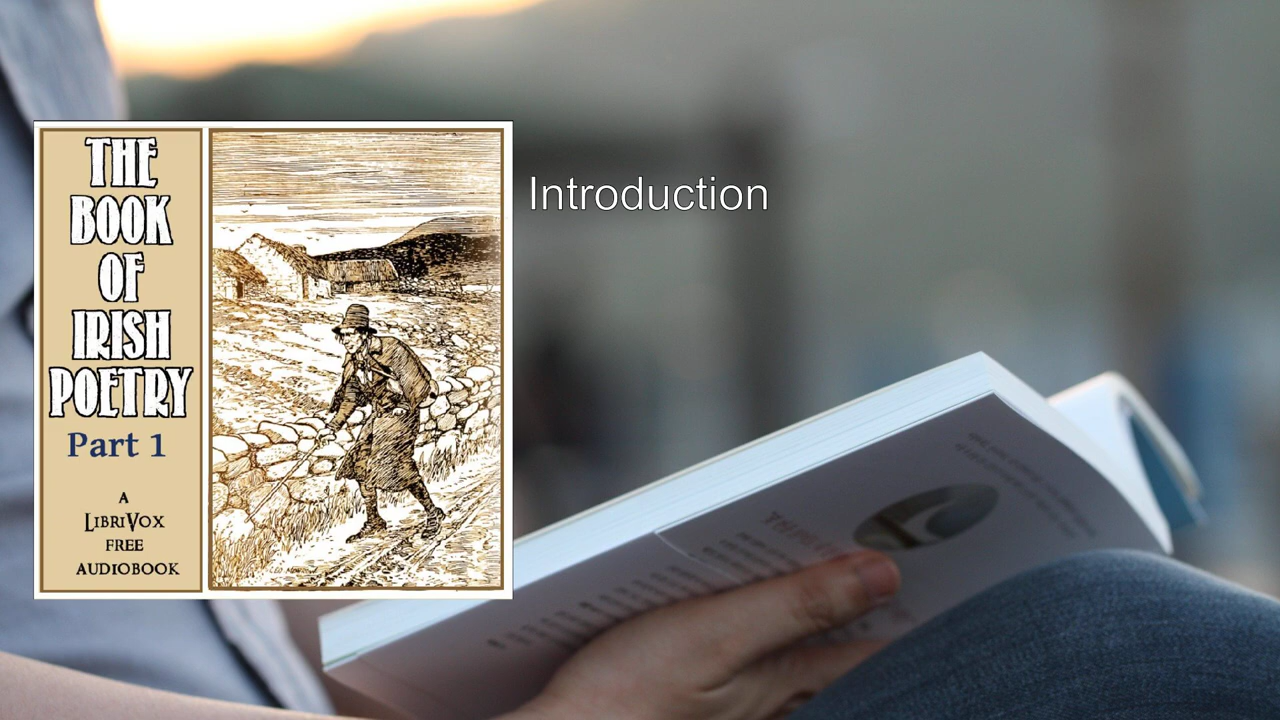 THE
BOOK
OF
IRISH
POETRY
Part 1
A
LIBRIVOX
FREE
AUDIOBOOK
Introduction